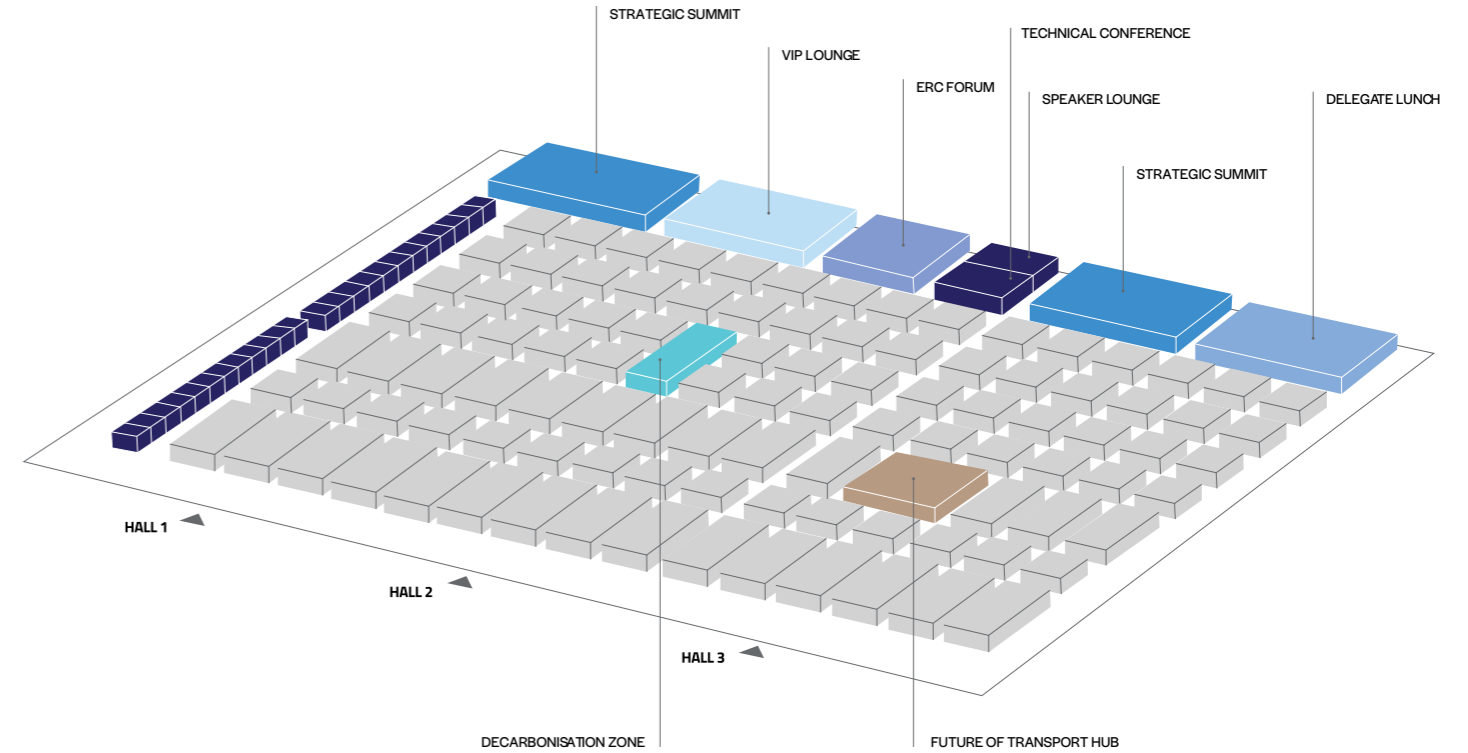 STRATEGIC SUMMIT
TECHNICAL CONFERENCE
VIP LOUNGE
ERC FORUM
SPEAKER LOUNGE
DELEGATE LUNCH
STRATEGIC SUMMIT
HALL 1
HALL 2
HALL 3
DECARBONISATION ZONE
FUTURE OF TRANSPORT HUB